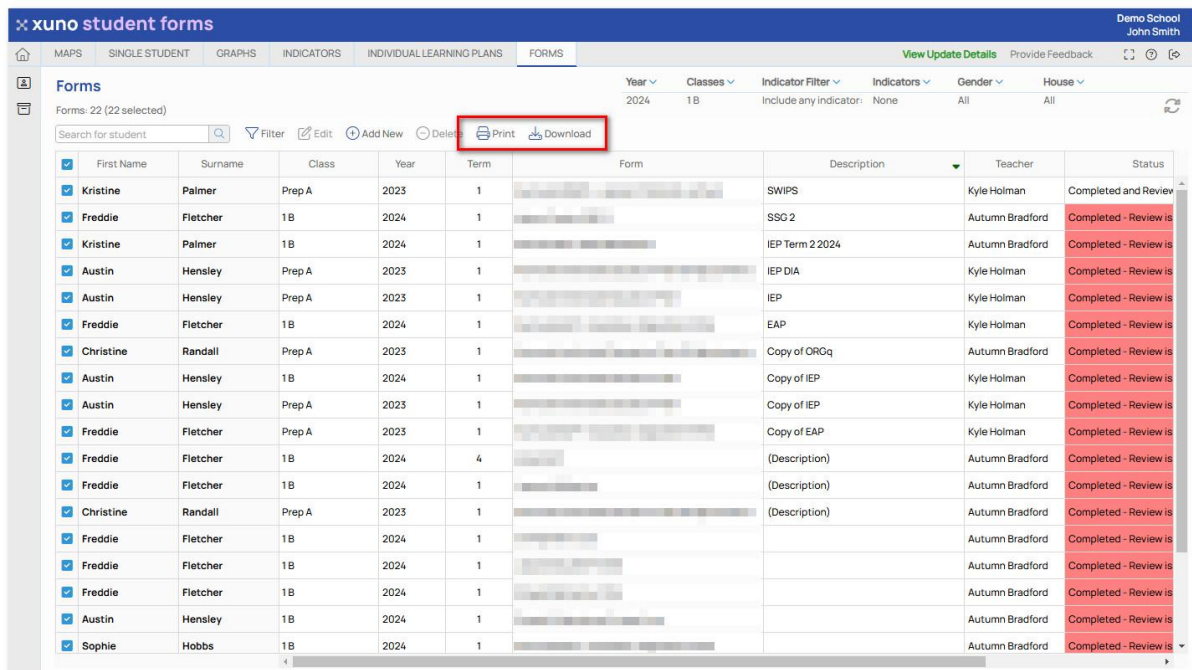 xuno student forms
Demo School
John Smith
MAPS SINGLE STUDENT GRAPHS INDICATORS INDIVIDUAL LEARNING PLANS FORMS View Update Details Provide Feedback
Forms
Year Classes Indicator Filter Indicators Gender House
2024 1 B Include any indicator: None All All
Forms: 22 (22 selected)
Search for student Filter Edit Add New Delete Print Download
First Name Surname Class Year Term Form Description Teacher Status
Kristine Palmer Prep A 2023 1 SWIPS Kyle Holman Completed and Review
Freddie Fletcher 1 B 2024 1 SSG 2 Autumn Bradford Completed - Review is
Kristine Palmer 1 B 2024 1 IEP Term 2 2024 Autumn Bradford Completed - Review is
Austin Hensley Prep A 2023 1 IEP DIA Kyle Holman Completed - Review is
Austin Hensley Prep A 2023 1 IEP Kyle Holman Completed - Review is
Freddie Fletcher 1 B 2024 1 EAP Kyle Holman Completed - Review is
Christine Randall Prep A 2023 1 Copy of ORGq Autumn Bradford Completed - Review is
Austin Hensley 1 B 2024 1 Copy of IEP Kyle Holman Completed - Review is
Austin Hensley Prep A 2023 1 Copy of IEP Kyle Holman Completed - Review is
Freddie Fletcher Prep A 2023 1 Copy of EAP Kyle Holman Completed - Review is
Freddie Fletcher 1 B 2024 4 (Description) Autumn Bradford Completed - Review is
Freddie Fletcher 1 B 2024 1 (Description) Autumn Bradford Completed - Review is
Christine Randall Prep A 2023 1 (Description) Autumn Bradford Completed - Review is
Freddie Fletcher 1 B 2024 1 Autumn Bradford Completed - Review is
Freddie Fletcher 1 B 2024 1 Autumn Bradford Completed - Review is
Freddie Fletcher 1 B 2024 1 Autumn Bradford Completed - Review is
Austin Hensley 1 B 2024 1 Autumn Bradford Completed - Review is
Sophie Hobbs 1 B 2024 1 Autumn Bradford Completed - Review is